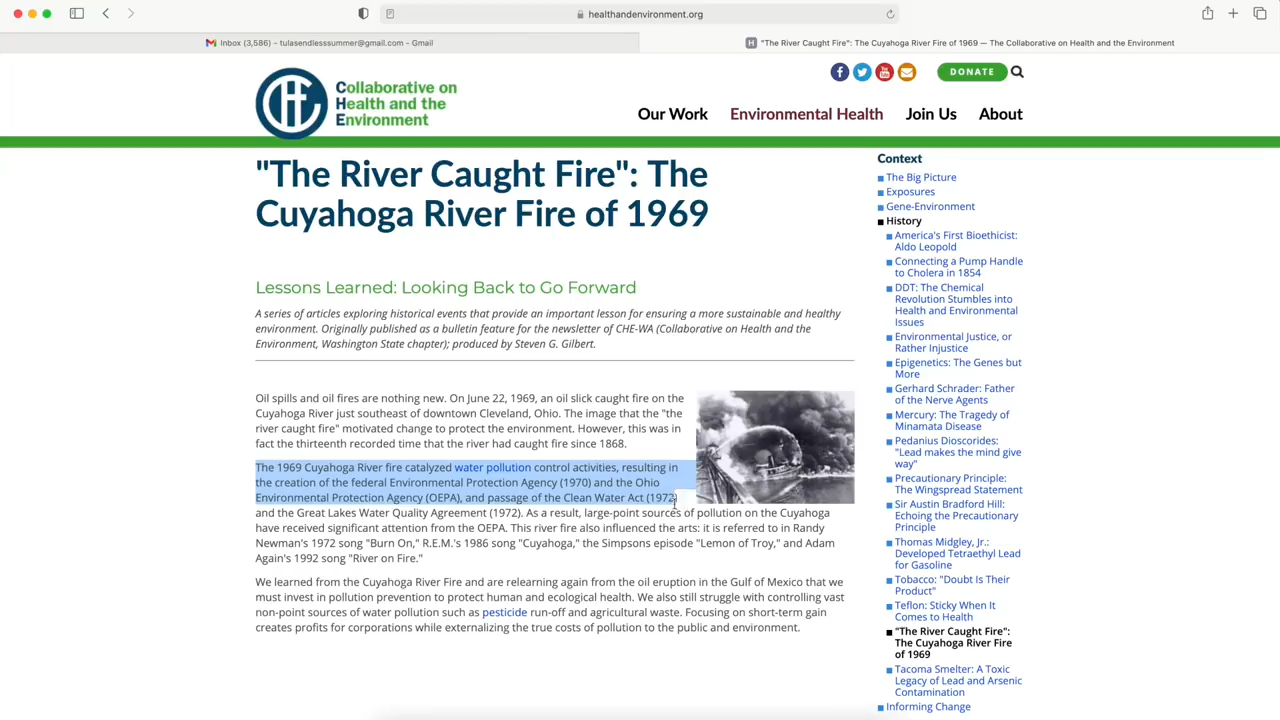 healthandenvironment.org
Inbox (3,586) - tulasendlesssummer@gmail.com - Gmail
H "The River Caught Fire": The Cuyahoga River Fire of 1969 — The Collaborative on Health and the Environment
CHE
Collaborative on
Health and the
Environment
DONATE
Our Work
Environmental Health
Join Us
About
"The River Caught Fire": The
Cuyahoga River Fire of 1969
Lessons Learned: Looking Back to Go Forward
A series of articles exploring historical events that provide an important lesson for ensuring a more sustainable and healthy
environment. Originally published as a bulletin feature for the newsletter of CHE-WA (Collaborative on Health and the
Environment, Washington State chapter); produced by Steven G. Gilbert.
Oil spills and oil fires are nothing new. On June 22, 1969, an oil slick caught fire on the
Cuyahoga River just southeast of downtown Cleveland, Ohio. The image that the "the
river caught fire" motivated change to protect the environment. However, this was in
fact the thirteenth recorded time that the river had caught fire since 1868.
The 1969 Cuyahoga River fire catalyzed water pollution control activities, resulting in
the creation of the federal Environmental Protection Agency (1970) and the Ohio
Environmental Protection Agency (OEPA), and passage of the Clean Water Act (1972)
and the Great Lakes Water Quality Agreement (1972). As a result, large-point sources of pollution on the Cuyahoga
have received significant attention from the OEPA. This river fire also influenced the arts: it is referred to in Randy
Newman's 1972 song "Burn On," R.E.M.'s 1986 song "Cuyahoga," the Simpsons episode "Lemon of Troy," and Adam
Again's 1992 song "River on Fire."
We learned from the Cuyahoga River Fire and are relearning again from the oil eruption in the Gulf of Mexico that we
must invest in pollution prevention to protect human and ecological health. We also still struggle with controlling vast
non-point sources of water pollution such as pesticide run-off and agricultural waste. Focusing on short-term gain
creates profits for corporations while externalizing the true costs of pollution to the public and environment.
Context
The Big Picture
Exposures
Gene-Environment
History
America's First Bioethicist:
Aldo Leopold
Connecting a Pump Handle
to Cholera in 1854
DDT: The Chemical
Revolution Stumbles into
Health and Environmental
Issues
Environmental Justice, or
Rather Injustice
Epigenetics: The Genes but
More
Gerhard Schrader: Father
of the Nerve Agents
Mercury: The Tragedy of
Minamata Disease
Pedanius Dioscorides:
"Lead makes the mind give
way"
Precautionary Principle:
The Wingspread Statement
Sir Austin Bradford Hill:
Echoing the Precautionary
Principle
Thomas Midgley, Jr.:
Developed Tetraethyl Lead
for Gasoline
Tobacco: "Doubt Is Their
Product"
Teflon: Sticky When It
Comes to Health
"The River Caught Fire":
The Cuyahoga River Fire
of 1969
Tacoma Smelter: A Toxic
Legacy of Lead and Arsenic
Contamination
Informing Change